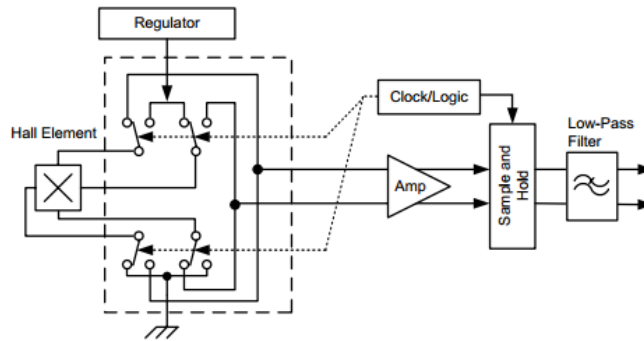 Regulator
Hall Element
Clock/Logic
Amp
Sample and
Hold
Low-Pass
Filter